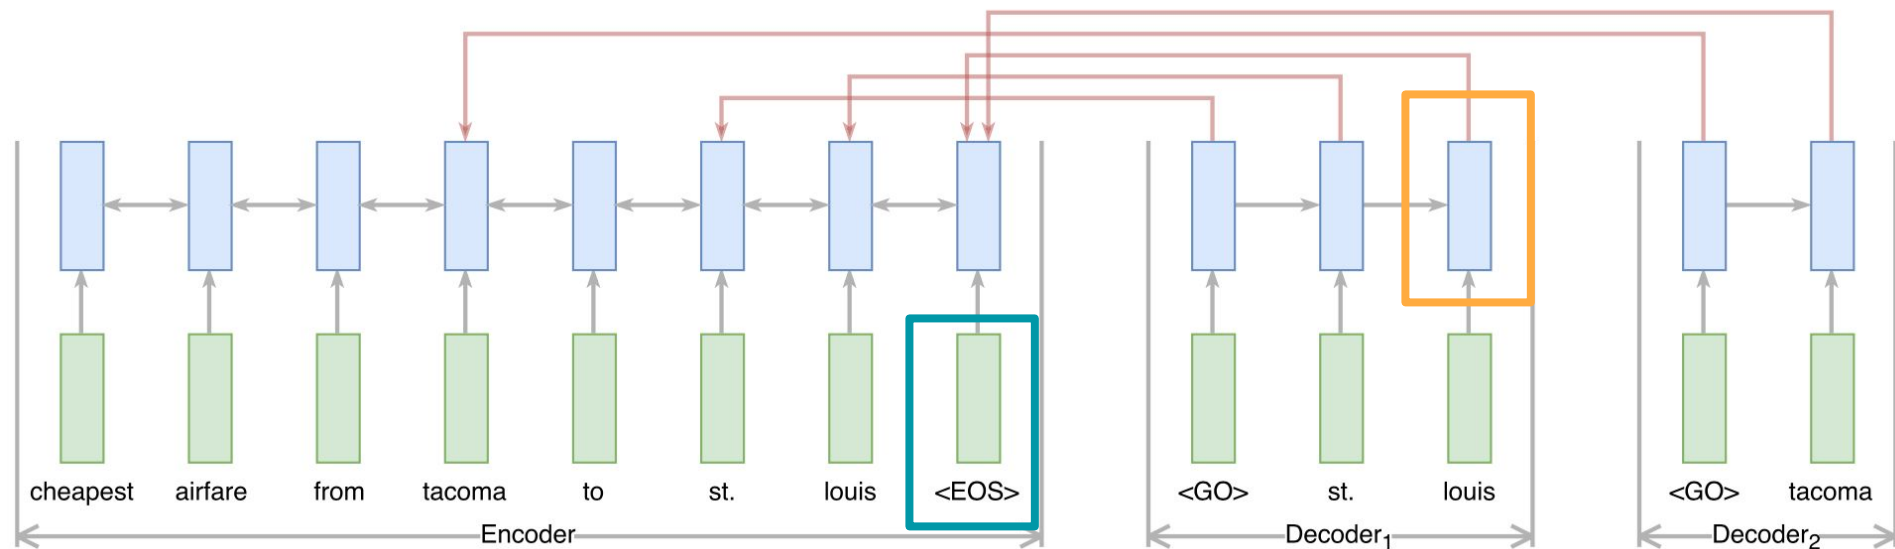 cheapest airfare from tacoma to st. louis <EOS> <GO> st. louis <GO> tacoma
Encoder Decoder1 Decoder2